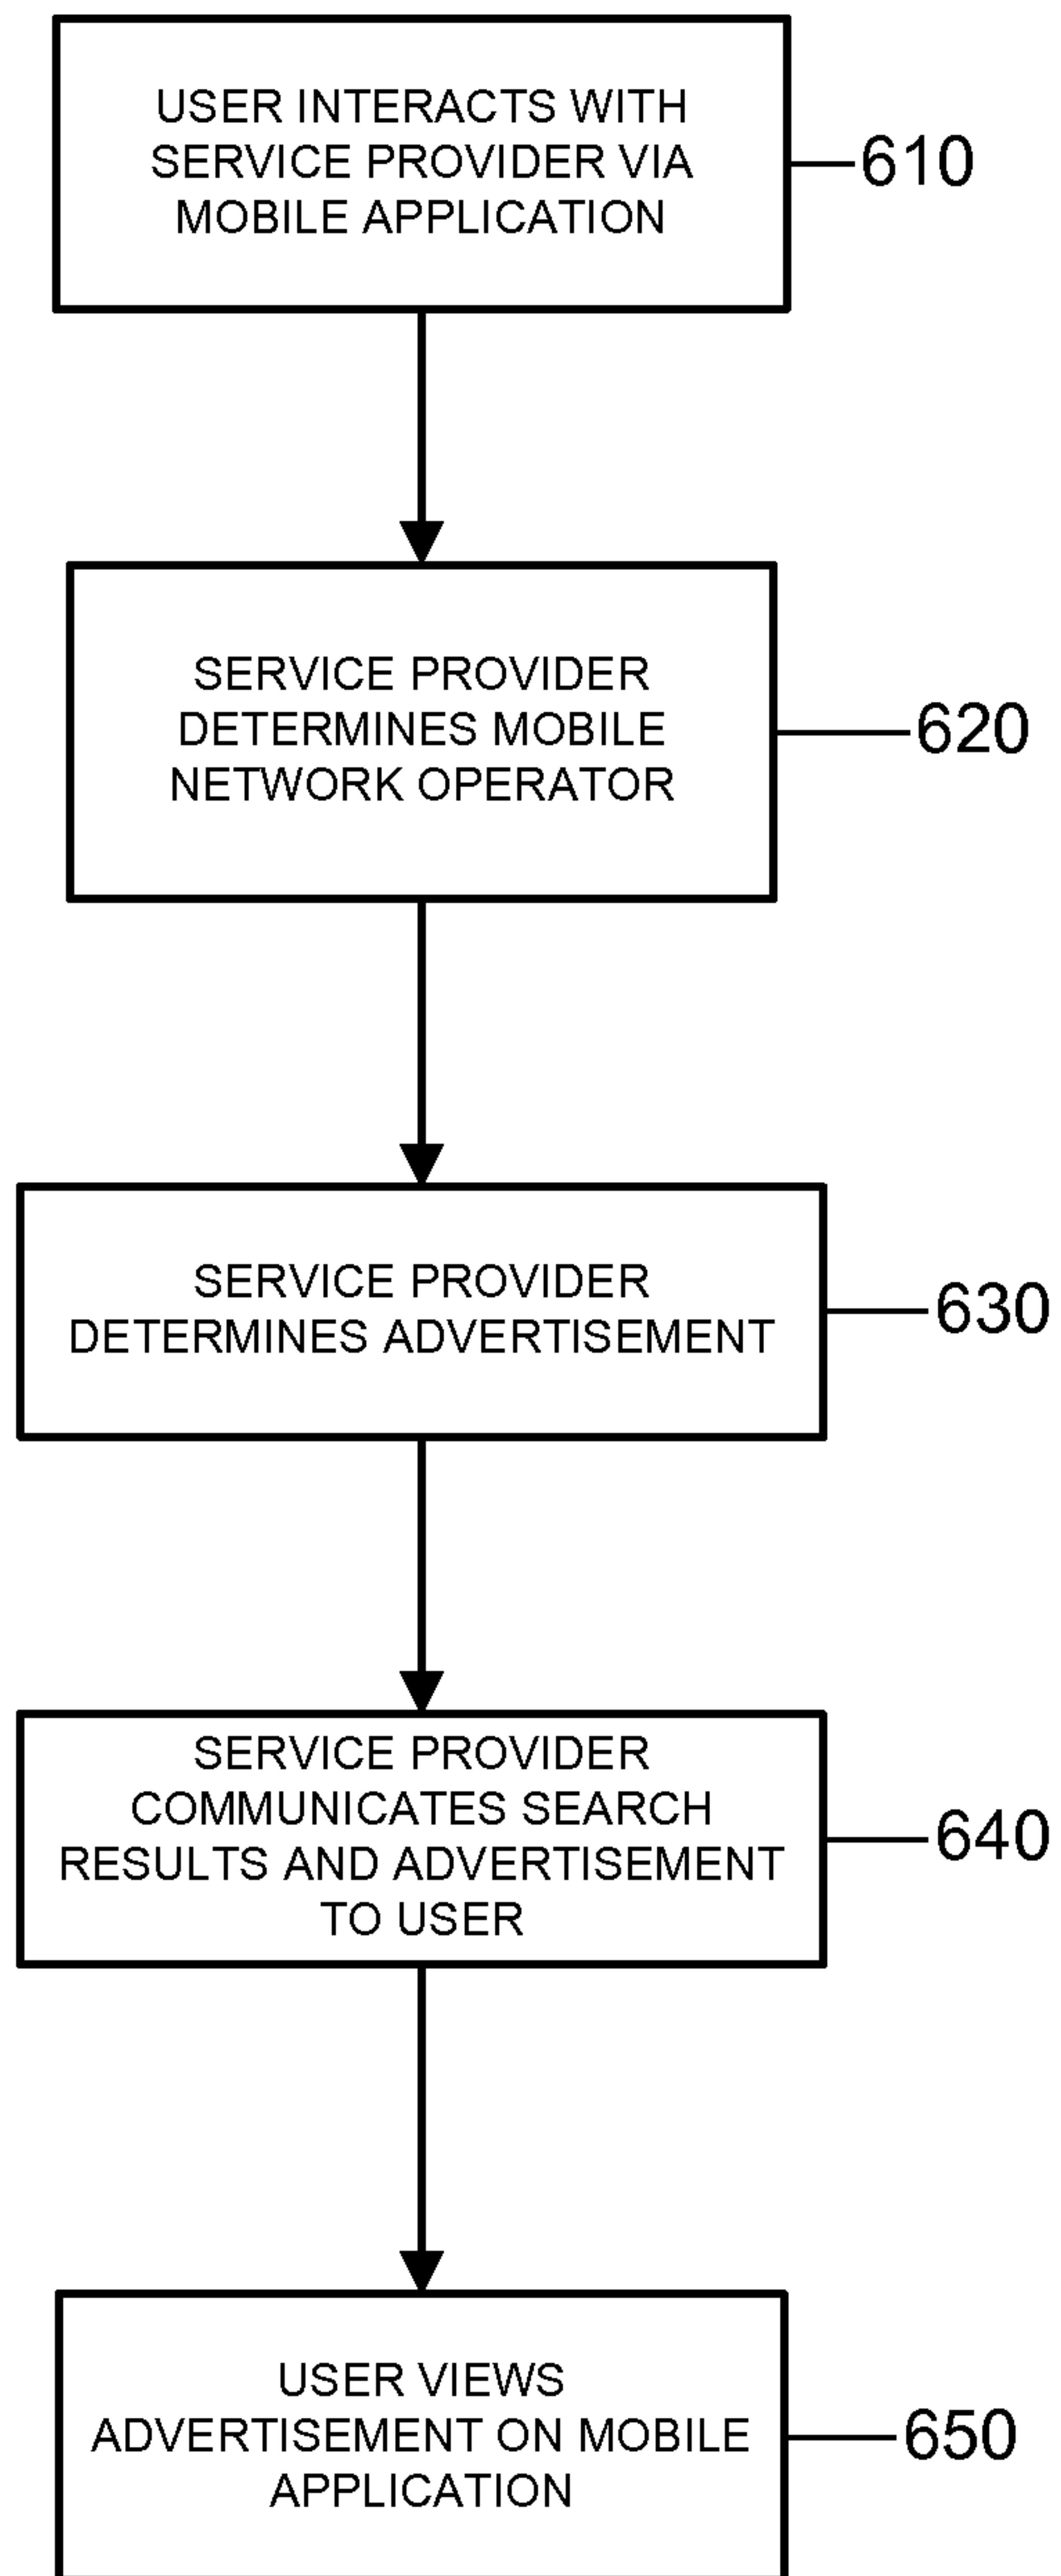 USER INTERACTS WITH
SERVICE PROVIDER VIA
MOBILE APPLICATION
610
SERVICE PROVIDER
DETERMINES MOBILE
NETWORK OPERATOR
620
SERVICE PROVIDER
DETERMINES ADVERTISEMENT
630
SERVICE PROVIDER
COMMUNICATES SEARCH
RESULTS AND ADVERTISEMENT
TO USER
640
USER VIEWS
ADVERTISEMENT ON MOBILE
APPLICATION
650